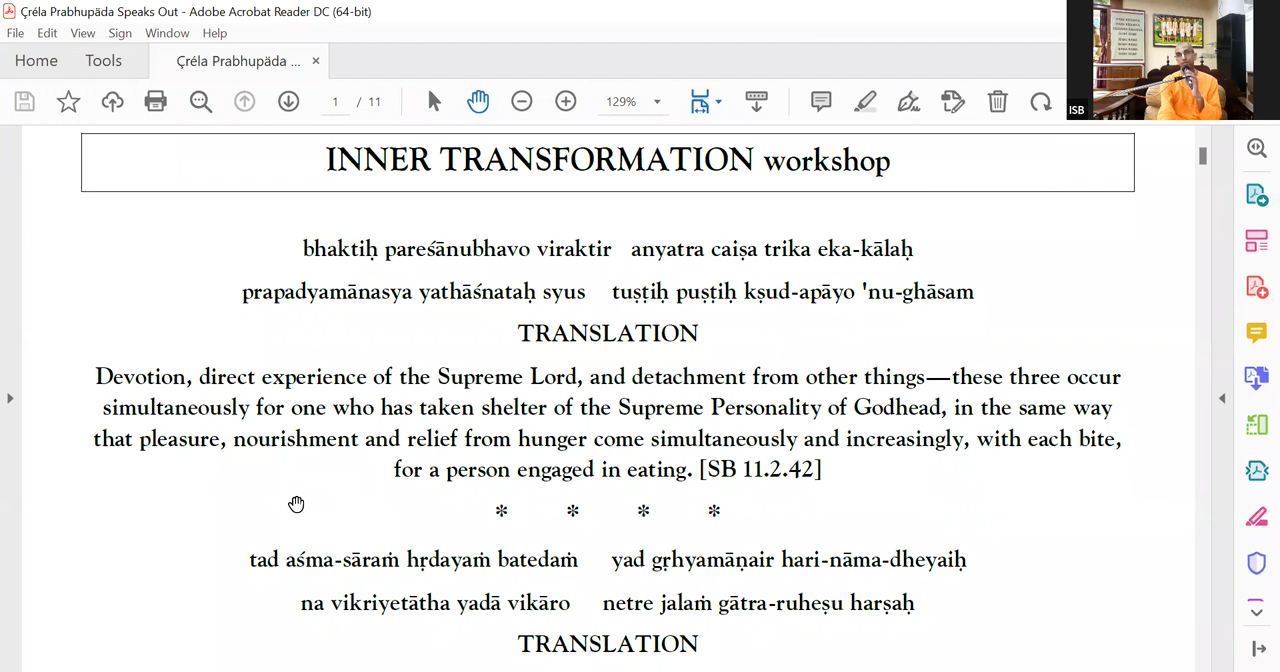 Çréla Prabhupäda Speaks Out - Adobe Acrobat Reader DC (64-bit)
File Edit View Sign Window Help
Home Tools Çréla Prabhupäda ... ×
1 / 11 129%
ISB
INNER TRANSFORMATION workshop
bhaktiḥ pareśānubhavo viraktir anyatra caiṣa trika eka-kālaḥ
prapadyamānasya yathāśnataḥ syus tuṣṭiḥ puṣṭiḥ kṣud-apāyo 'nu-ghāsam
TRANSLATION
Devotion, direct experience of the Supreme Lord, and detachment from other things—these three occur
simultaneously for one who has taken shelter of the Supreme Personality of Godhead, in the same way
that pleasure, nourishment and relief from hunger come simultaneously and increasingly, with each bite,
for a person engaged in eating. [SB 11.2.42]
* * * *
tad aśma-sāraṁ hṛdayaṁ batedaṁ yad gṛhyamāṇair hari-nāma-dheyaiḥ
na vikriyetātha yadā vikāro netre jalaṁ gātra-ruheṣu harṣaḥ
TRANSLATION